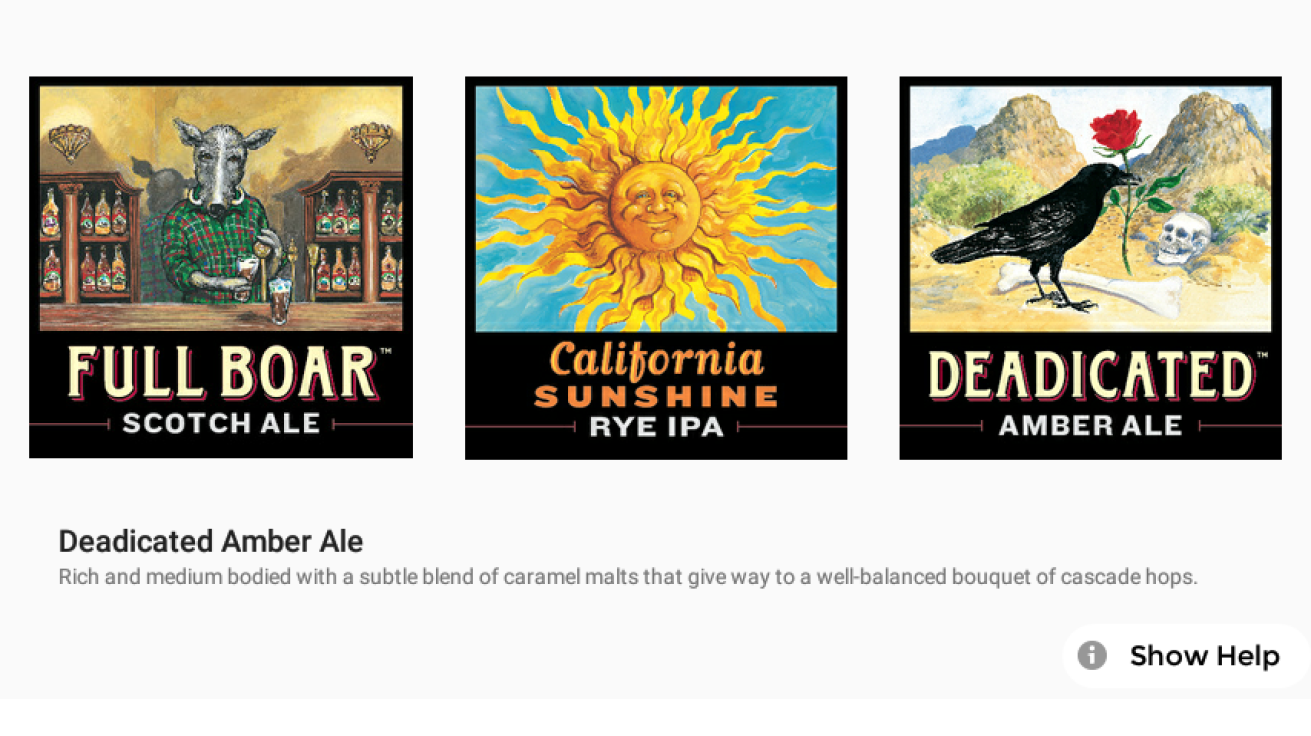 FULL BOAR™
SCOTCH ALE
California
SUNSHINE
RYE IPA
DEADICATED™
AMBER ALE
Deadicated Amber Ale
Rich and medium bodied with a subtle blend of caramel malts that give way to a well-balanced bouquet of cascade hops.
Show Help